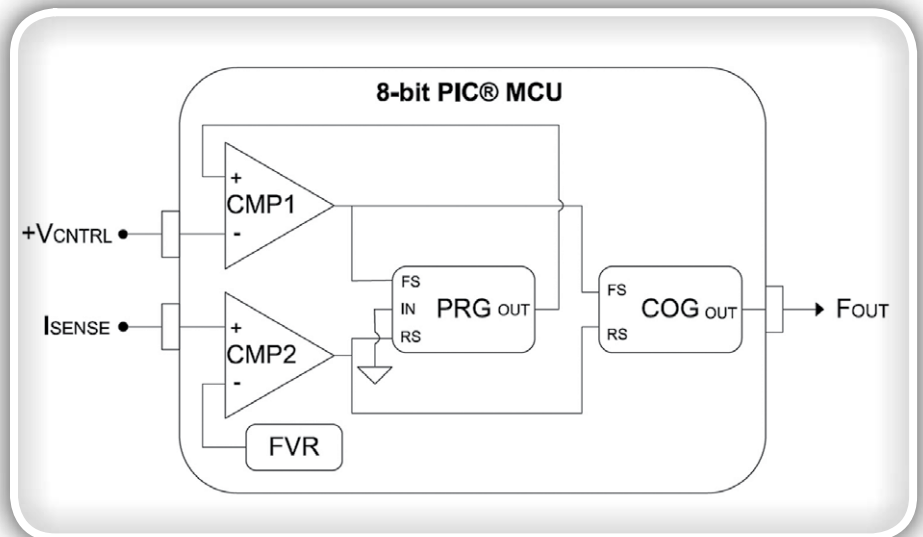 8-bit PIC® MCU
+
CMP1
-
+VCNTRL
FS
IN
PRG OUT
RS
FS
COG OUT
RS
FOUT
ISENSE
+
CMP2
-
FVR